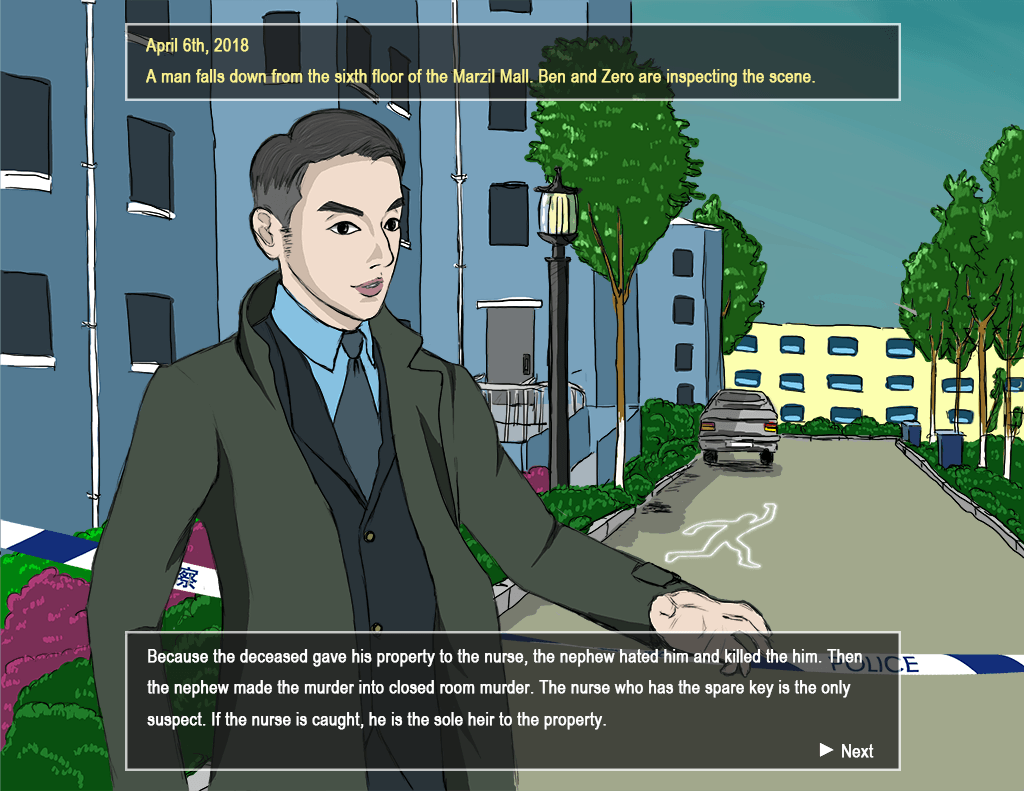 April 6th, 2018
A man falls down from the sixth floor of the Marzil Mall. Ben and Zero are inspecting the scene.
察
Because the deceased gave his property to the nurse, the nephew hated him and killed the him. Then
POLICE
the nephew made the murder into closed room murder. The nurse who has the spare key is the only
suspect. If the nurse is caught, he is the sole heir to the property.
Next